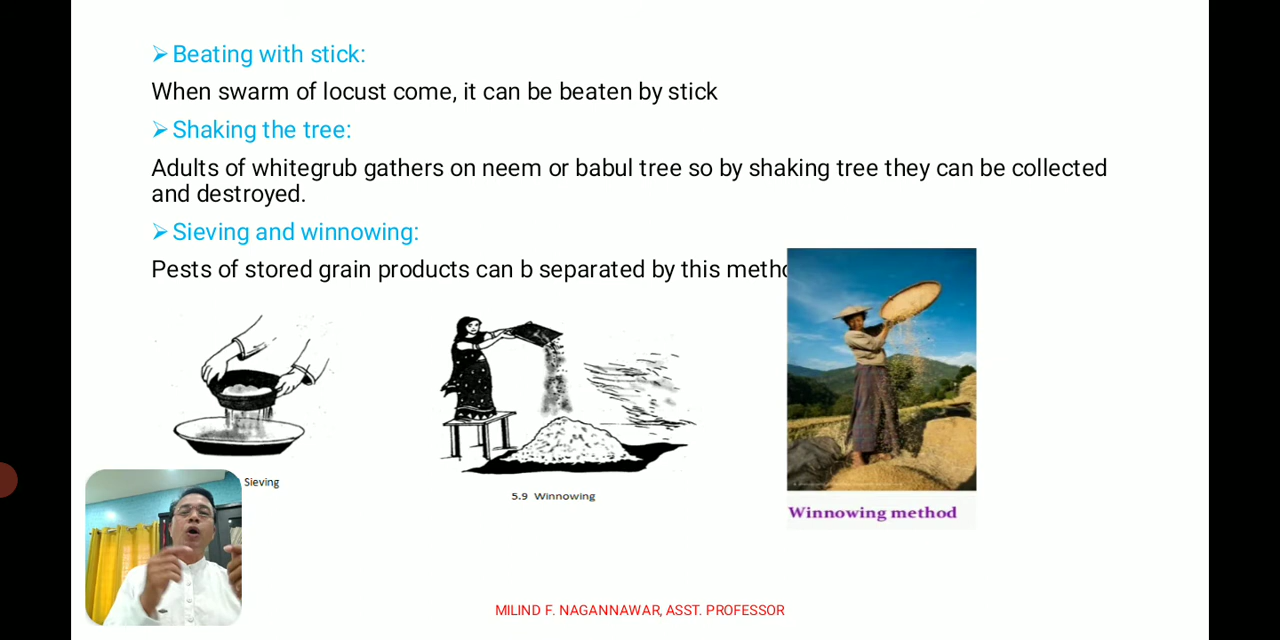 Beating with stick:
When swarm of locust come, it can be beaten by stick
Shaking the tree:
Adults of whitegrub gathers on neem or babul tree so by shaking tree they can be collected
and destroyed.
Sieving and winnowing:
Pests of stored grain products can b separated by this
Sieving
5.9 Winnowing
Winnowing method
MILIND F. NAGANNAWAR, ASST. PROFESSOR